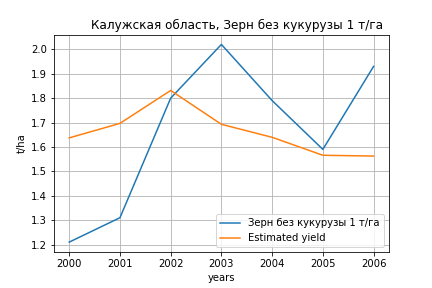 Калужская область, Зерн без кукурузы 1 т/га
2.0
1.9
1.8
1.7
1.6
1.5
1.4
1.3
1.2
t/ha
Зерн без кукурузы 1 т/га
Estimated yield
2000 2001 2002 2003 2004 2005 2006
years